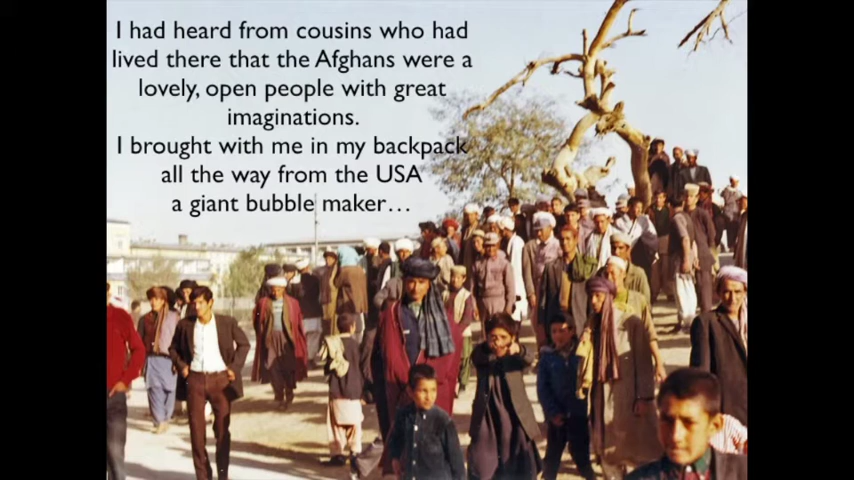 I had heard from cousins who had
lived there that the Afghans were a
lovely, open people with great
imaginations.
I brought with me in my backpack
all the way from the USA
a giant bubble maker…